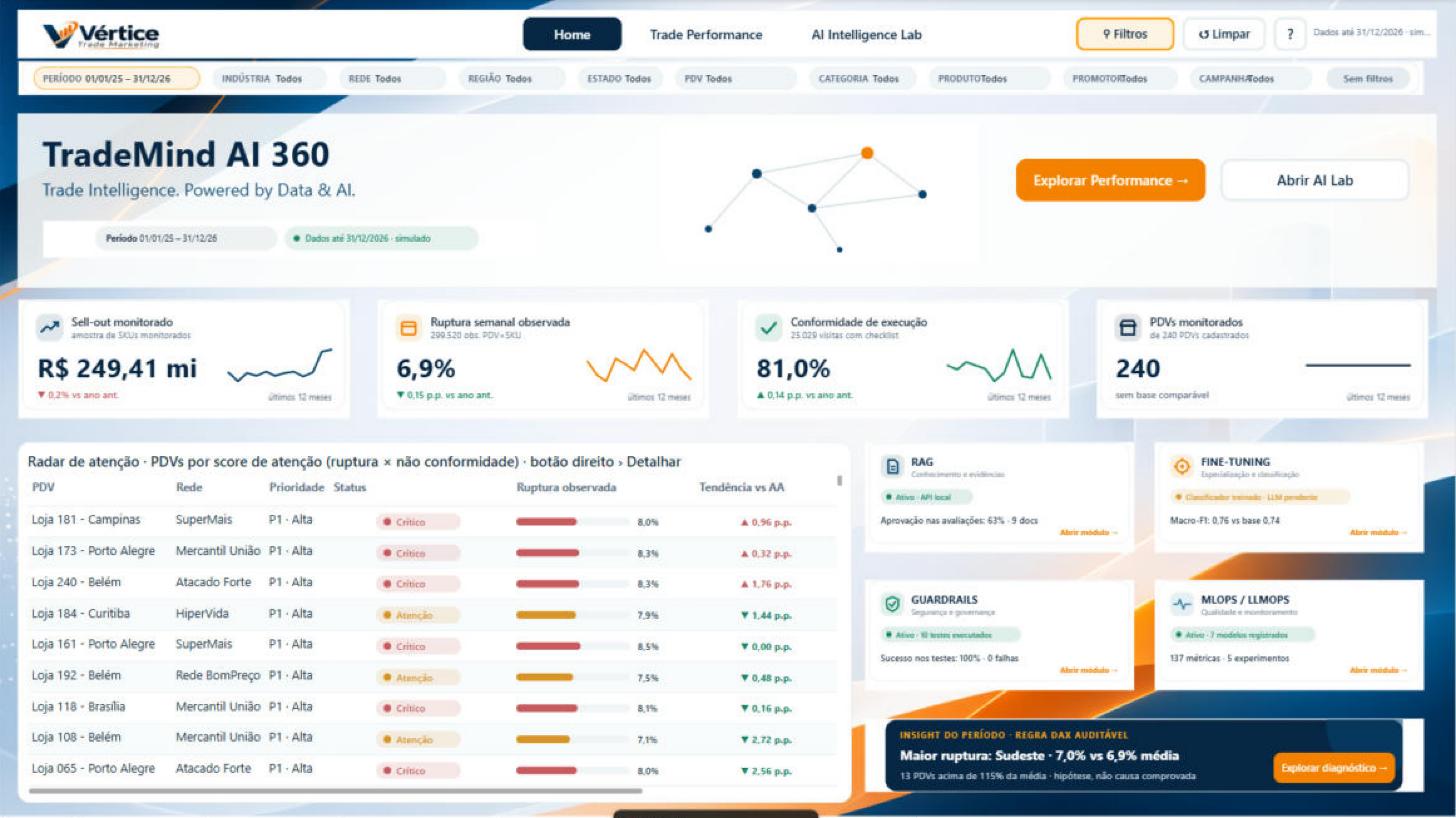 Vértice
Trade Marketing
Home
Trade Performance
AI Intelligence Lab
Filtros
Limpar
?
Dados até 31/12/2026 · sim...
PERÍODO 01/01/25 – 31/12/26
INDÚSTRIA Todos
REDE Todos
REGIÃO Todos
ESTADO Todos
PDV Todos
CATEGORIA Todos
PRODUTOTodos
PROMOTORTodos
CAMPANHATodos
Sem filtros
TradeMind AI 360
Trade Intelligence. Powered by Data & AI.
Período 01/01/25 – 31/12/26
Dados até 31/12/2026 · simulado
Explorar Performance →
Abrir AI Lab
Sell-out monitorado
amostra de SKUs monitorados
R$ 249,41 mi
▼ 0,2% vs ano ant.
últimos 12 meses
Ruptura semanal observada
299.520 obs. PDV×SKU
6,9%
▼ 0,15 p.p. vs ano ant.
últimos 12 meses
Conformidade de execução
25.029 visitas com checklist
81,0%
▲ 0,14 p.p. vs ano ant.
últimos 12 meses
PDVs monitorados
de 240 PDVs cadastrados
240
sem base comparável
últimos 12 meses
Radar de atenção · PDVs por score de atenção (ruptura × não conformidade) · botão direito › Detalhar
PDV Rede Prioridade Status Ruptura observada Tendência vs AA
Loja 181 - Campinas SuperMais P1 · Alta Crítico 8,0% ▲ 0,96 p.p.
Loja 173 - Porto Alegre Mercantil União P1 · Alta Crítico 8,3% ▲ 0,32 p.p.
Loja 240 - Belém Atacado Forte P1 · Alta Crítico 8,3% ▲ 1,76 p.p.
Loja 184 - Curitiba HiperVida P1 · Alta Atenção 7,9% ▼ 1,44 p.p.
Loja 161 - Porto Alegre SuperMais P1 · Alta Crítico 8,5% ▼ 0,00 p.p.
Loja 192 - Belém Rede BomPreço P1 · Alta Atenção 7,5% ▼ 0,48 p.p.
Loja 118 - Brasília Mercantil União P1 · Alta Crítico 8,1% ▼ 0,16 p.p.
Loja 108 - Belém Mercantil União P1 · Alta Atenção 7,1% ▼ 2,72 p.p.
Loja 065 - Porto Alegre Atacado Forte P1 · Alta Crítico 8,0% ▼ 2,56 p.p.
RAG
Conhecimento e evidências
Ativo · API local
Aprovação nas avaliações: 63% · 9 docs
Abrir módulo →
FINE-TUNING
Especialização e classificação
Classificador treinado · LLM pendente
Macro-F1: 0,76 vs base 0,74
Abrir módulo →
GUARDRAILS
Segurança e governança
Ativo · 10 testes executados
Sucesso nos testes: 100% · 0 falhas
Abrir módulo →
MLOPS / LLMOPS
Qualidade e monitoramento
Ativo · 7 modelos registrados
137 métricas · 5 experimentos
Abrir módulo →
INSIGHT DO PERÍODO · REGRA DAX AUDITÁVEL
Maior ruptura: Sudeste · 7,0% vs 6,9% média
13 PDVs acima de 115% da média · hipótese, não causa comprovada
Explorar diagnóstico →